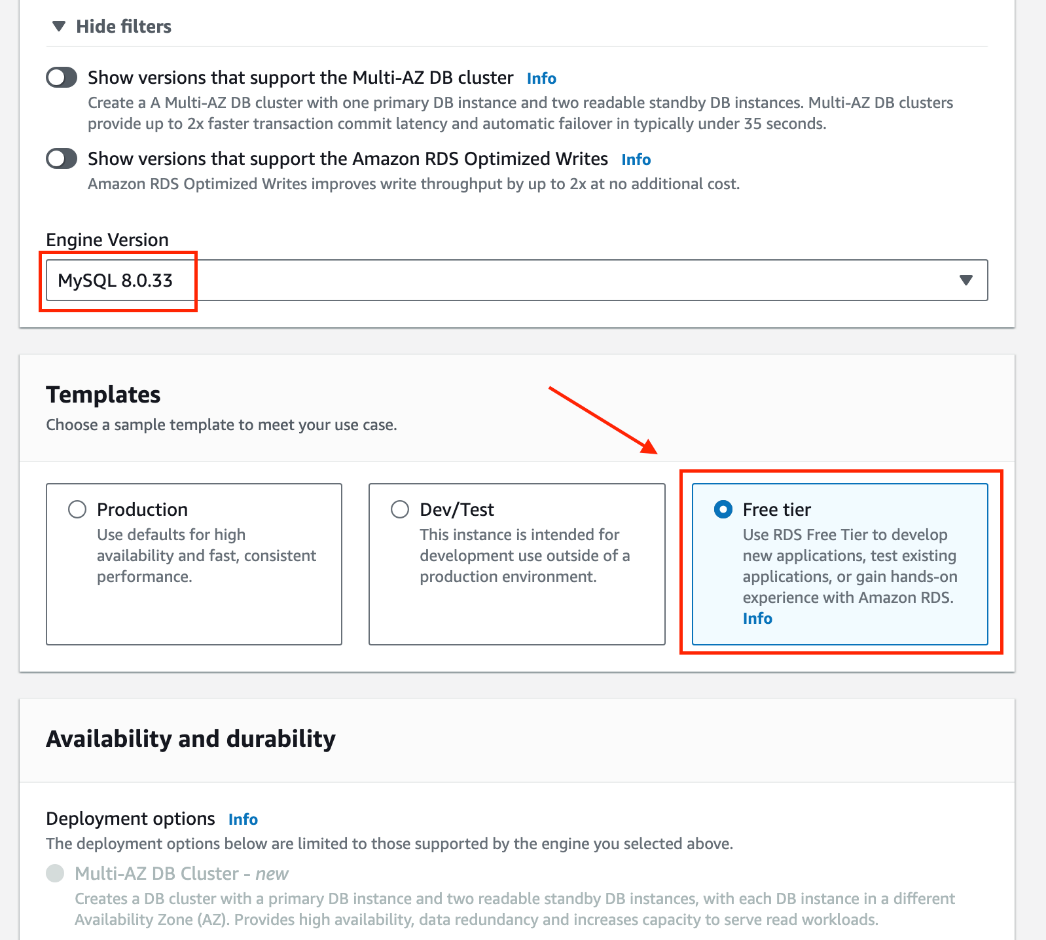 Hide filters
Show versions that support the Multi-AZ DB cluster Info
Create a A Multi-AZ DB cluster with one primary DB instance and two readable standby DB instances. Multi-AZ DB clusters
provide up to 2x faster transaction commit latency and automatic failover in typically under 35 seconds.
Show versions that support the Amazon RDS Optimized Writes Info
Amazon RDS Optimized Writes improves write throughput by up to 2x at no additional cost.
Engine Version
MySQL 8.0.33
Templates
Choose a sample template to meet your use case.
Production
Use defaults for high
availability and fast, consistent
performance.
Dev/Test
This instance is intended for
development use outside of a
production environment.
Free tier
Use RDS Free Tier to develop
new applications, test existing
applications, or gain hands-on
experience with Amazon RDS.
Info
Availability and durability
Deployment options Info
The deployment options below are limited to those supported by the engine you selected above.
Multi-AZ DB Cluster - new
Creates a DB cluster with a primary DB instance and two readable standby DB instances, with each DB instance in a different
Availability Zone (AZ). Provides high availability, data redundancy and increases capacity to serve read workloads.